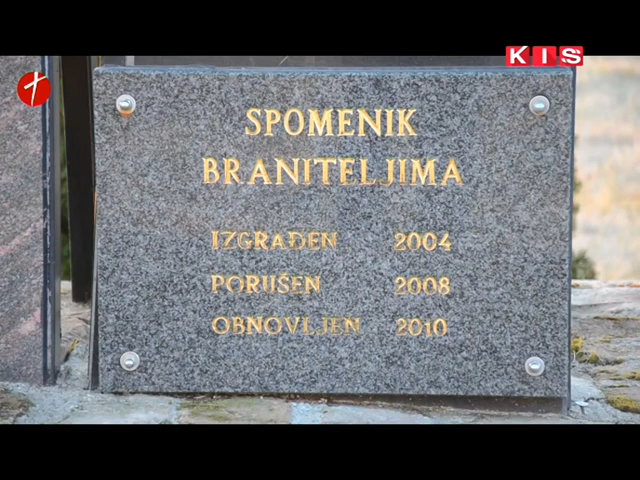 KIS
SPOMENIK
BRANITELJIMA
IZGRAĐEN 2004
PORUŠEN 2008
OBNOVLJEN 2010